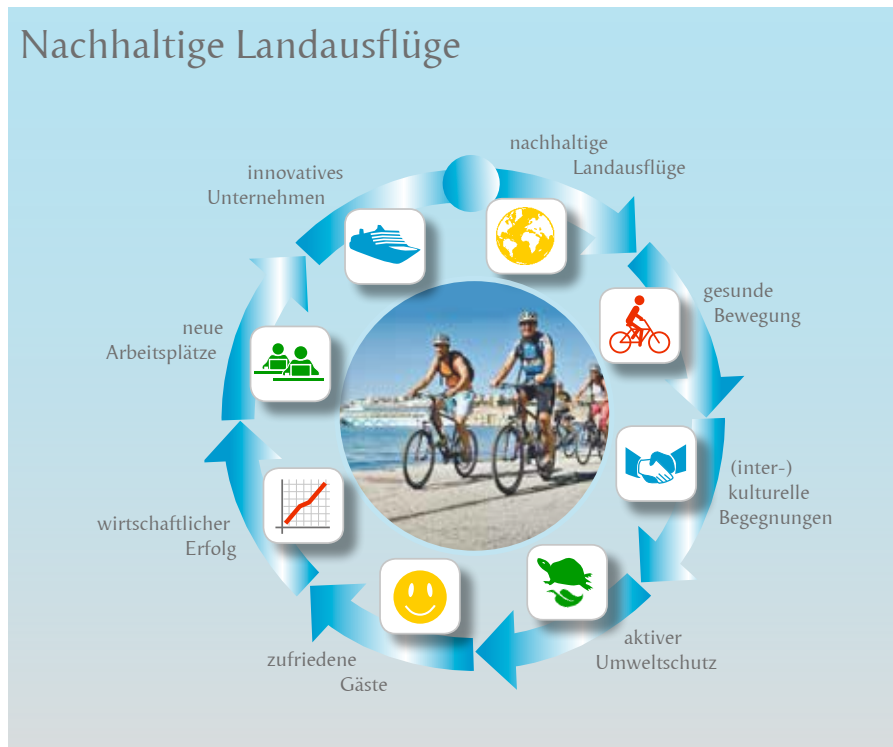 Nachhaltige Landausflüge
nachhaltige
Landausflüge
gesunde
Bewegung
(inter-)
kulturelle
Begegnungen
aktiver
Umweltschutz
zufriedene
Gäste
wirtschaftlicher
Erfolg
neue
Arbeitsplätze
innovatives
Unternehmen